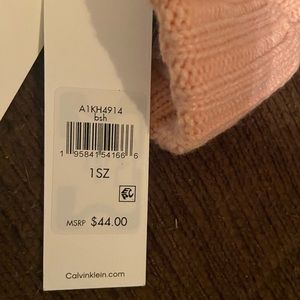 A1KH4914
bsh
1 95841 54166 6
1SZ
MSRP $44.00
Calvinklein.com